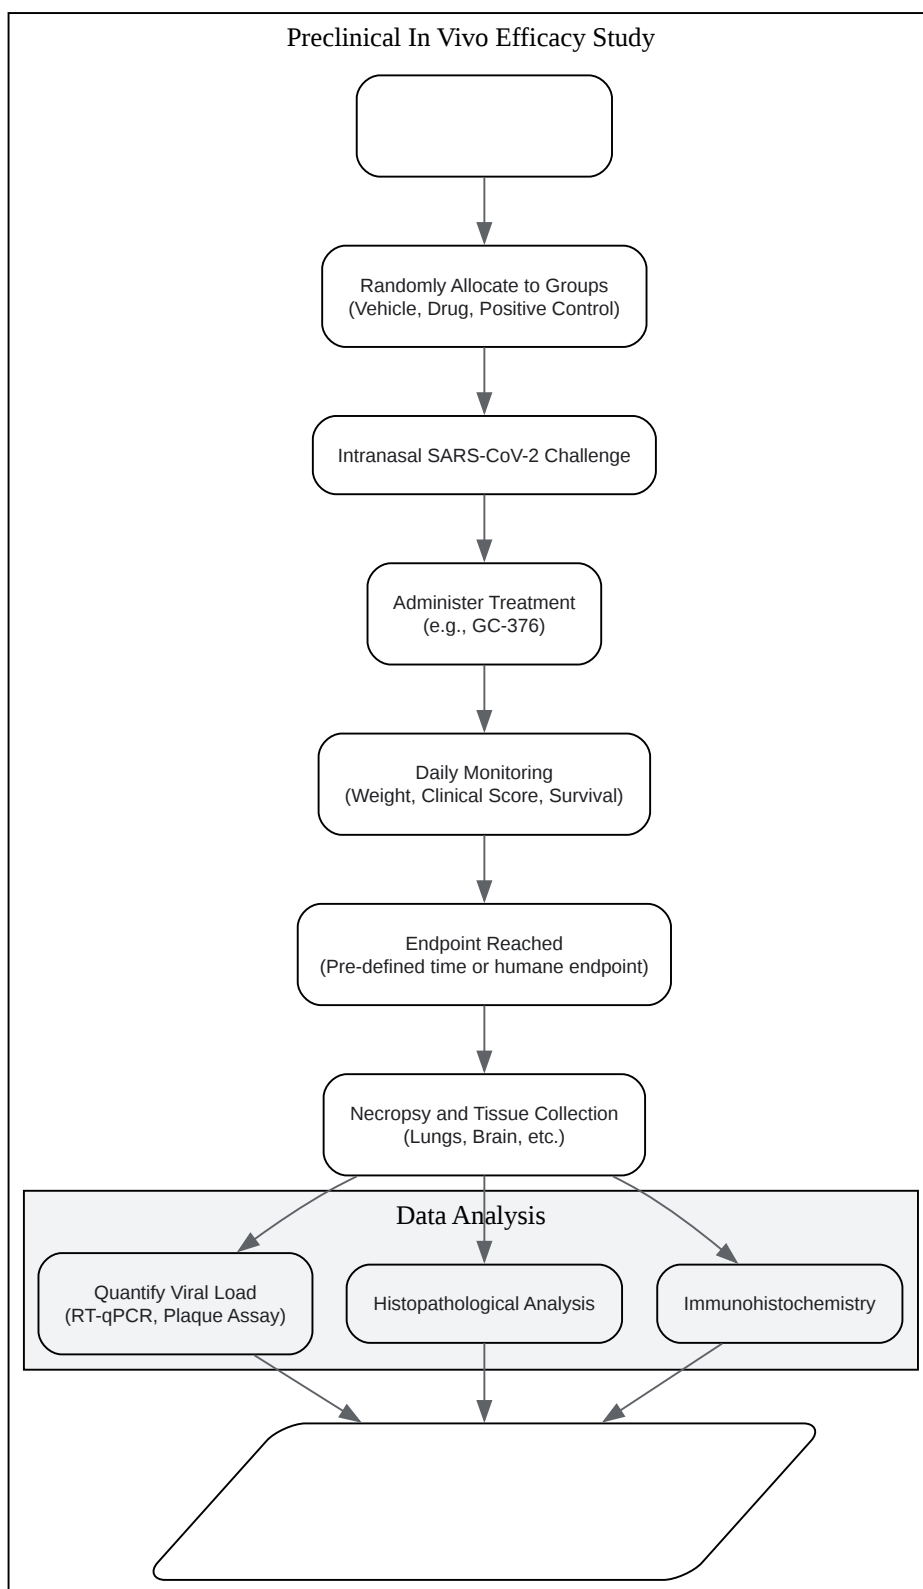 Preclinical In Vivo Efficacy Study
Randomly Allocate to Groups
(Vehicle, Drug, Positive Control)
Intranasal SARS-CoV-2 Challenge
Administer Treatment
(e.g., GC-376)
Daily Monitoring
(Weight, Clinical Score, Survival)
Endpoint Reached
(Pre-defined time or humane endpoint)
Necropsy and Tissue Collection
(Lungs, Brain, etc.)
Data Analysis
Quantify Viral Load
(RT-qPCR, Plaque Assay)
Histopathological Analysis
Immunohistochemistry